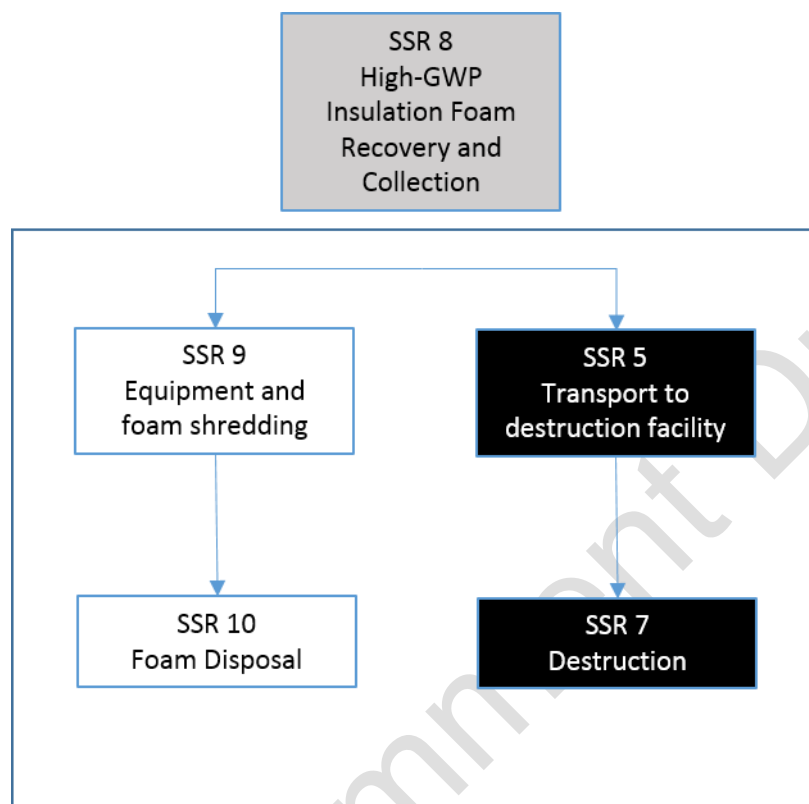 SSR 8
High-GWP
Insulation Foam
Recovery and
Collection
SSR 9
Equipment and
foam shredding
SSR 5
Transport to
destruction facility
SSR 10
Foam Disposal
SSR 7
Destruction